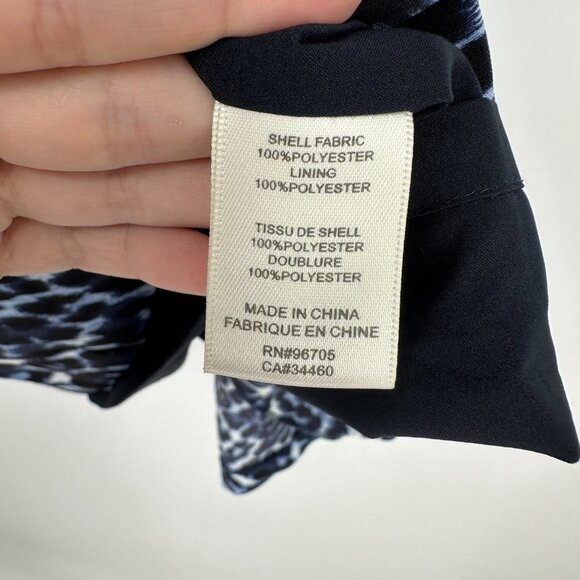 SHELL FABRIC
100%POLYESTER
LINING
100%POLYESTER
TISSU DE SHELL
100%POLYESTER
DOUBLURE
100%POLYESTER
MADE IN CHINA
FABRIQUE EN CHINE
RN#96705
CA#34460